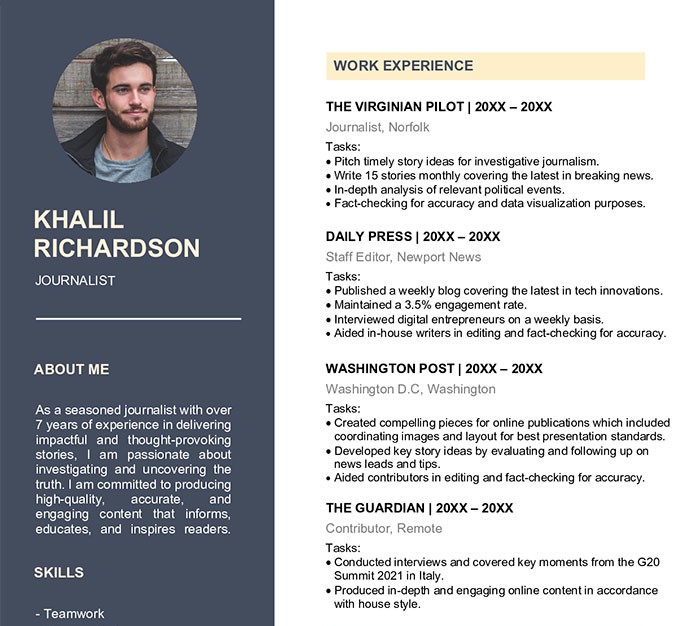 KHALIL
RICHARDSON
JOURNALIST
ABOUT ME
As a seasoned journalist with over
7 years of experience in delivering
impactful and thought-provoking
stories, I am passionate about
investigating and uncovering the
truth. I am committed to producing
high-quality, accurate, and
engaging content that informs,
educates, and inspires readers.
SKILLS
- Teamwork
WORK EXPERIENCE
THE VIRGINIAN PILOT | 20XX – 20XX
Journalist, Norfolk
Tasks:
• Pitch timely story ideas for investigative journalism.
• Write 15 stories monthly covering the latest in breaking news.
• In-depth analysis of relevant political events.
• Fact-checking for accuracy and data visualization purposes.
DAILY PRESS | 20XX – 20XX
Staff Editor, Newport News
Tasks:
• Published a weekly blog covering the latest in tech innovations.
• Maintained a 3.5% engagement rate.
• Interviewed digital entrepreneurs on a weekly basis.
• Aided in-house writers in editing and fact-checking for accuracy.
WASHINGTON POST | 20XX – 20XX
Washington D.C, Washington
Tasks:
• Created compelling pieces for online publications which included
coordinating images and layout for best presentation standards.
• Developed key story ideas by evaluating and following up on
news leads and tips.
• Aided contributors in editing and fact-checking for accuracy.
THE GUARDIAN | 20XX – 20XX
Contributor, Remote
Tasks:
• Conducted interviews and covered key moments from the G20
Summit 2021 in Italy.
• Produced in-depth and engaging online content in accordance
with house style.